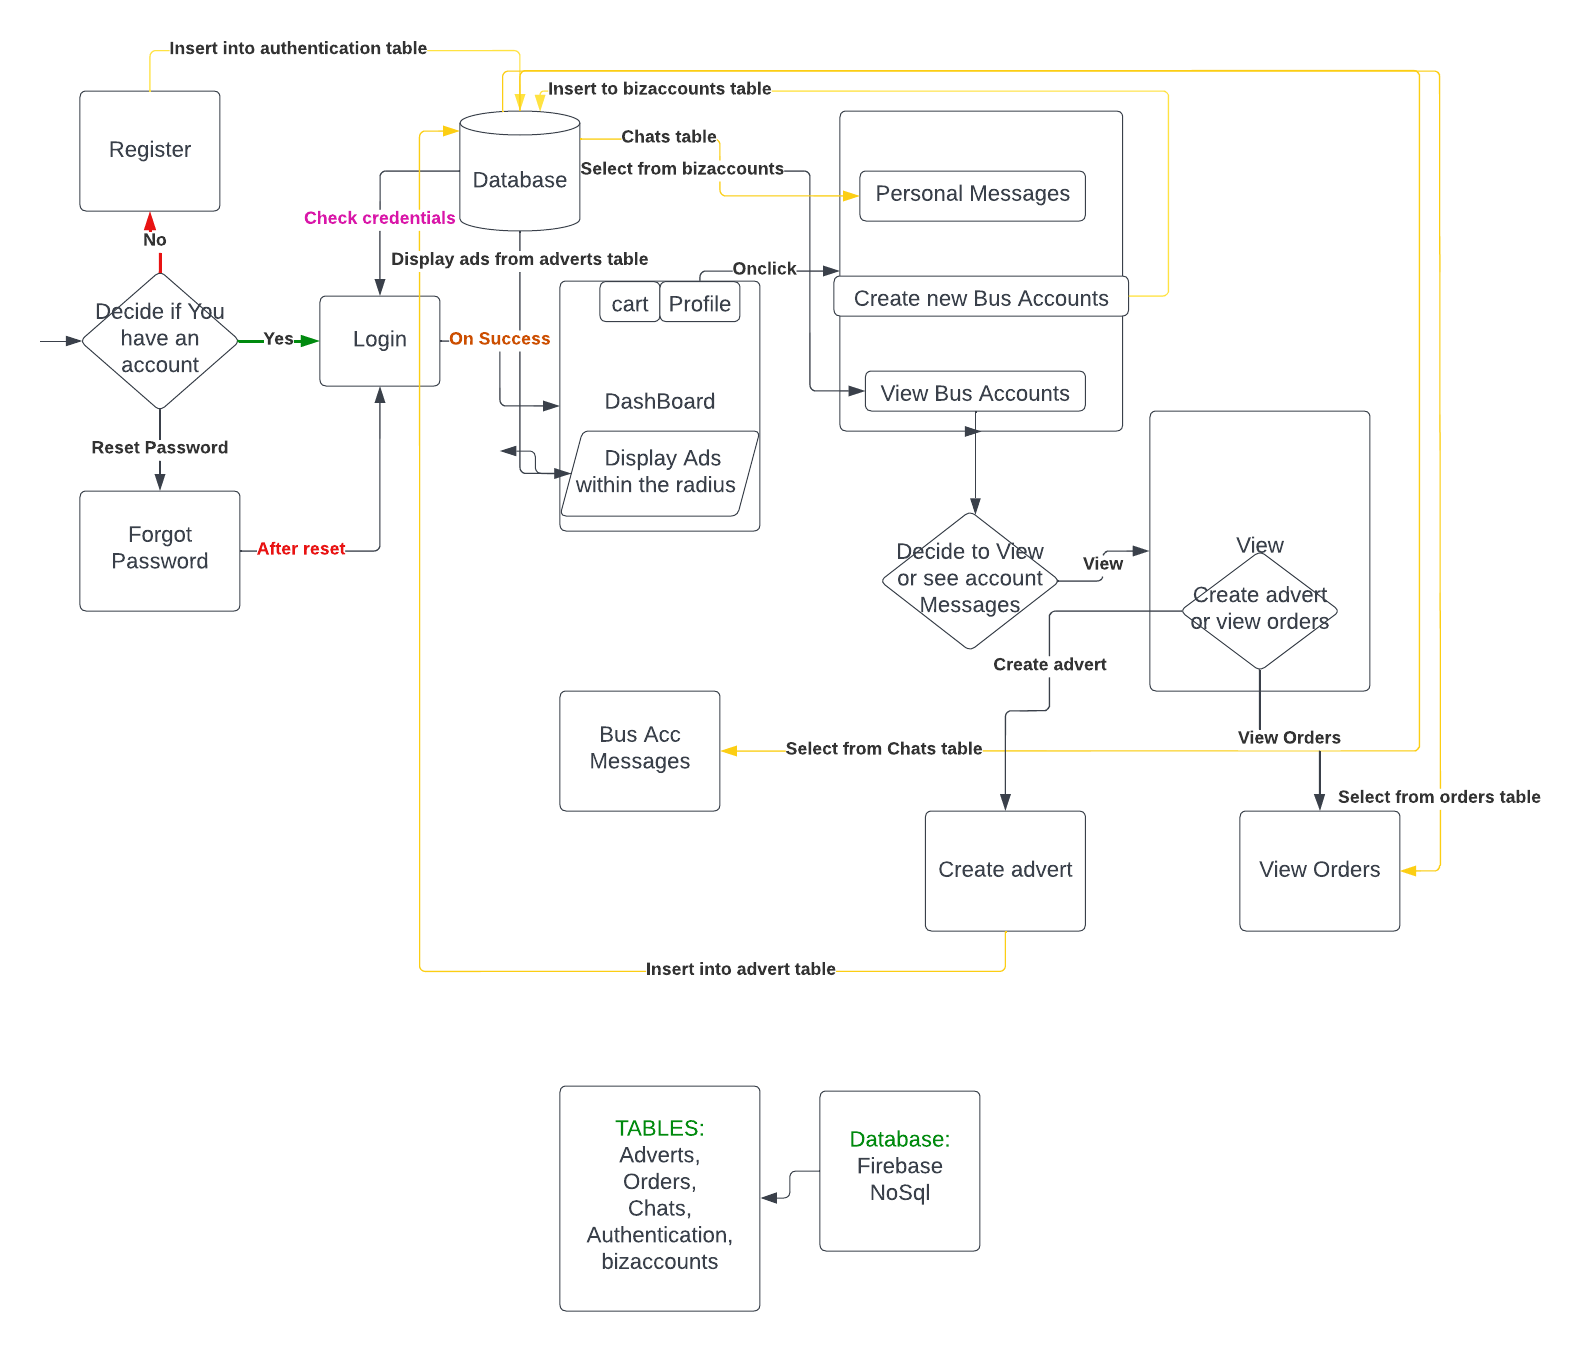 Insert into authentication table
Insert to bizaccounts table
Register
Chats table
Select from bizaccounts
Database
Personal Messages
Check credentials
No
Display ads from adverts table
Onclick
cart
Profile
Create new Bus Accounts
Decide if You
have an
account
Yes
Login
On Success
DashBoard
View Bus Accounts
Reset Password
Display Ads
within the radius
Forgot
Password
After reset
Decide to View
or see account
Messages
View
View
Create advert
or view orders
Create advert
Bus Acc
Messages
Select from Chats table
View Orders
Select from orders table
Create advert
View Orders
Insert into advert table
TABLES:
Adverts,
Orders,
Chats,
Authentication,
bizaccounts
Database:
Firebase
NoSql